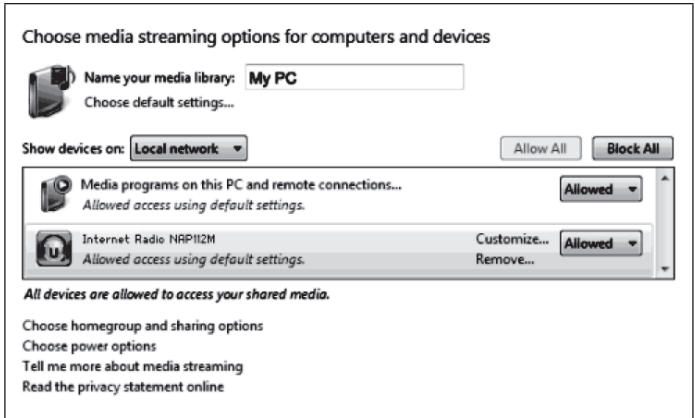 Choose media streaming options for computers and devices
Name your media library: My PC
Choose default settings...
Show devices on: Local network Allow All Block All
Media programs on this PC and remote connections... Allowed
Allowed access using default settings.
Internet Radio NAP112M Customize... Allowed
Allowed access using default settings. Remove...
All devices are allowed to access your shared media.
Choose homegroup and sharing options
Choose power options
Tell me more about media streaming
Read the privacy statement online